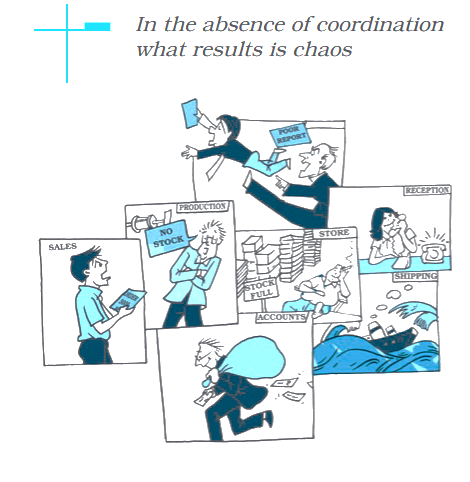 In the absence of coordination
what results is chaos
POOR
REPORT
RECEPTION
PRODUCTION
NO
STOCK
STORE
SALES
STOCK
FULL
SHIPPING
ACCOUNTS